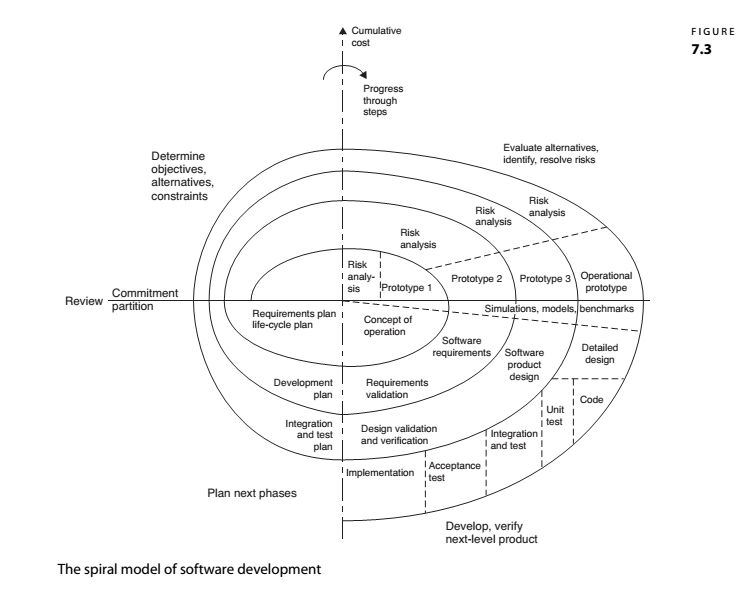 Cumulative
cost
FIGURE
7.3
Progress
through
steps
Determine
objectives,
alternatives,
constraints
Evaluate alternatives,
identify, resolve risks
Risk
analysis
Risk
analysis
Risk
analysis
Risk
analy-
sis
Prototype 1
Prototype 2
Prototype 3
Operational
prototype
Review
Commitment
partition
Simulations, models, benchmarks
Requirements plan
life-cycle plan
Concept of
operation
Software
requirements
Software
product
design
Detailed
design
Development
plan
Requirements
validation
Code
Unit
test
Integration
and test
plan
Design validation
and verification
Integration
and test
Implementation
Acceptance
test
Plan next phases
Develop, verify
next-level product
The spiral model of software development